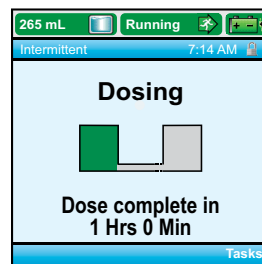 265 mL Running
Intermittent 7:14 AM
Dosing
Dose complete in
1 Hrs 0 Min
Tasks